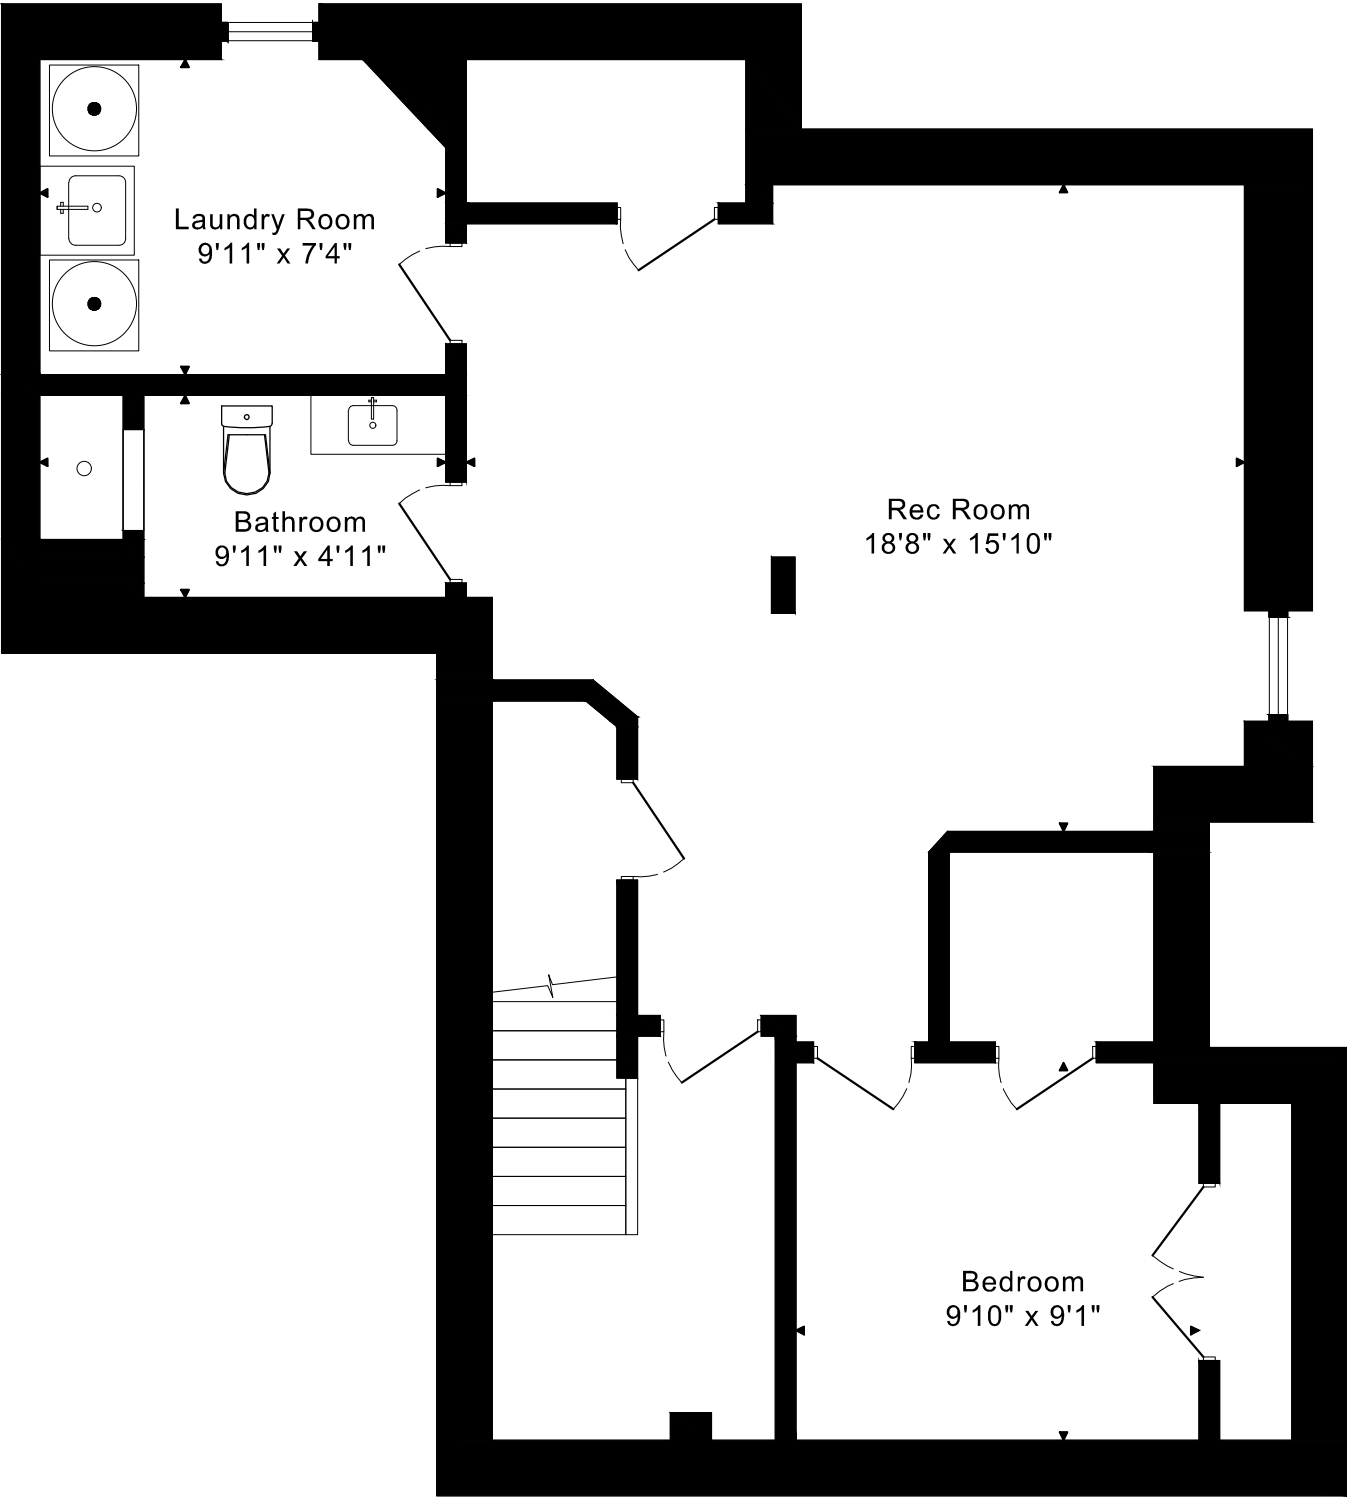 Laundry Room
9'11" x 7'4"
Bathroom
9'11" x 4'11"
Rec Room
18'8" x 15'10"
Bedroom
9'10" x 9'1"